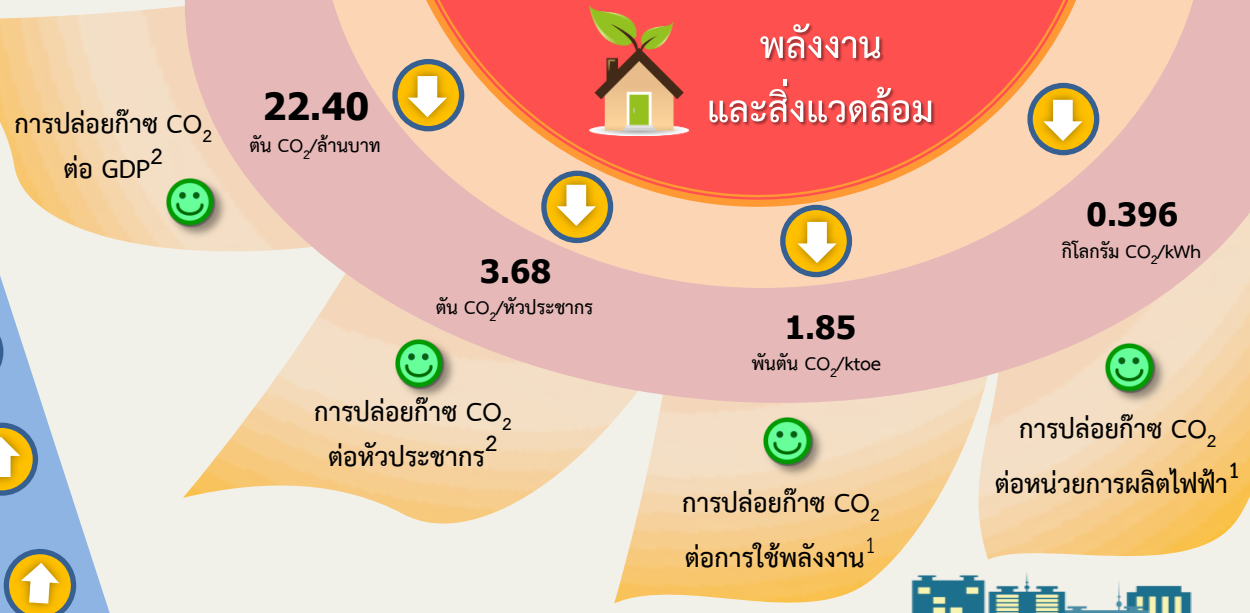 พลังงาน
และสิ่งแวดล้อม
การปล่อยก๊าซ CO₂
ต่อ GDP²
22.40
ตัน CO₂/ล้านบาท
3.68
ตัน CO₂/หัวประชากร
การปล่อยก๊าซ CO₂
ต่อหัวประชากร²
1.85
พันตัน CO₂/ktoe
การปล่อยก๊าซ CO₂
ต่อการใช้พลังงาน¹
0.396
กิโลกรัม CO₂/kWh
การปล่อยก๊าซ CO₂
ต่อหน่วยการผลิตไฟฟ้า¹